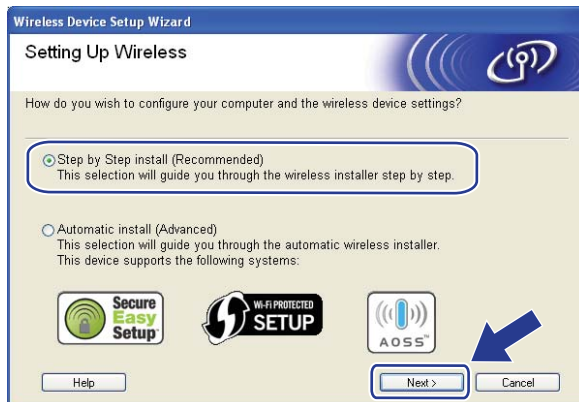 Wireless Device Setup Wizard
Setting Up Wireless
How do you wish to configure your computer and the wireless device settings?
Step by Step install (Recommended)
This selection will guide you through the wireless installer step by step.
Automatic install (Advanced)
This selection will guide you through the automatic wireless installer.
This device supports the following systems:
Secure
Easy
Setup
Wi-Fi PROTECTED
SETUP
AOSS™
Help
Next >
Cancel